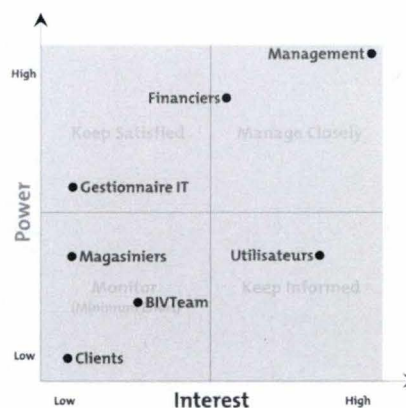 High
Management
Financiers
Keep Satisfied
Manage Closely
Gestionnaire IT
Power
Magasiniers
Utilisateurs
Monitor
Keep Informed
BIVTeam
Low
Clients
Low
Interest
High